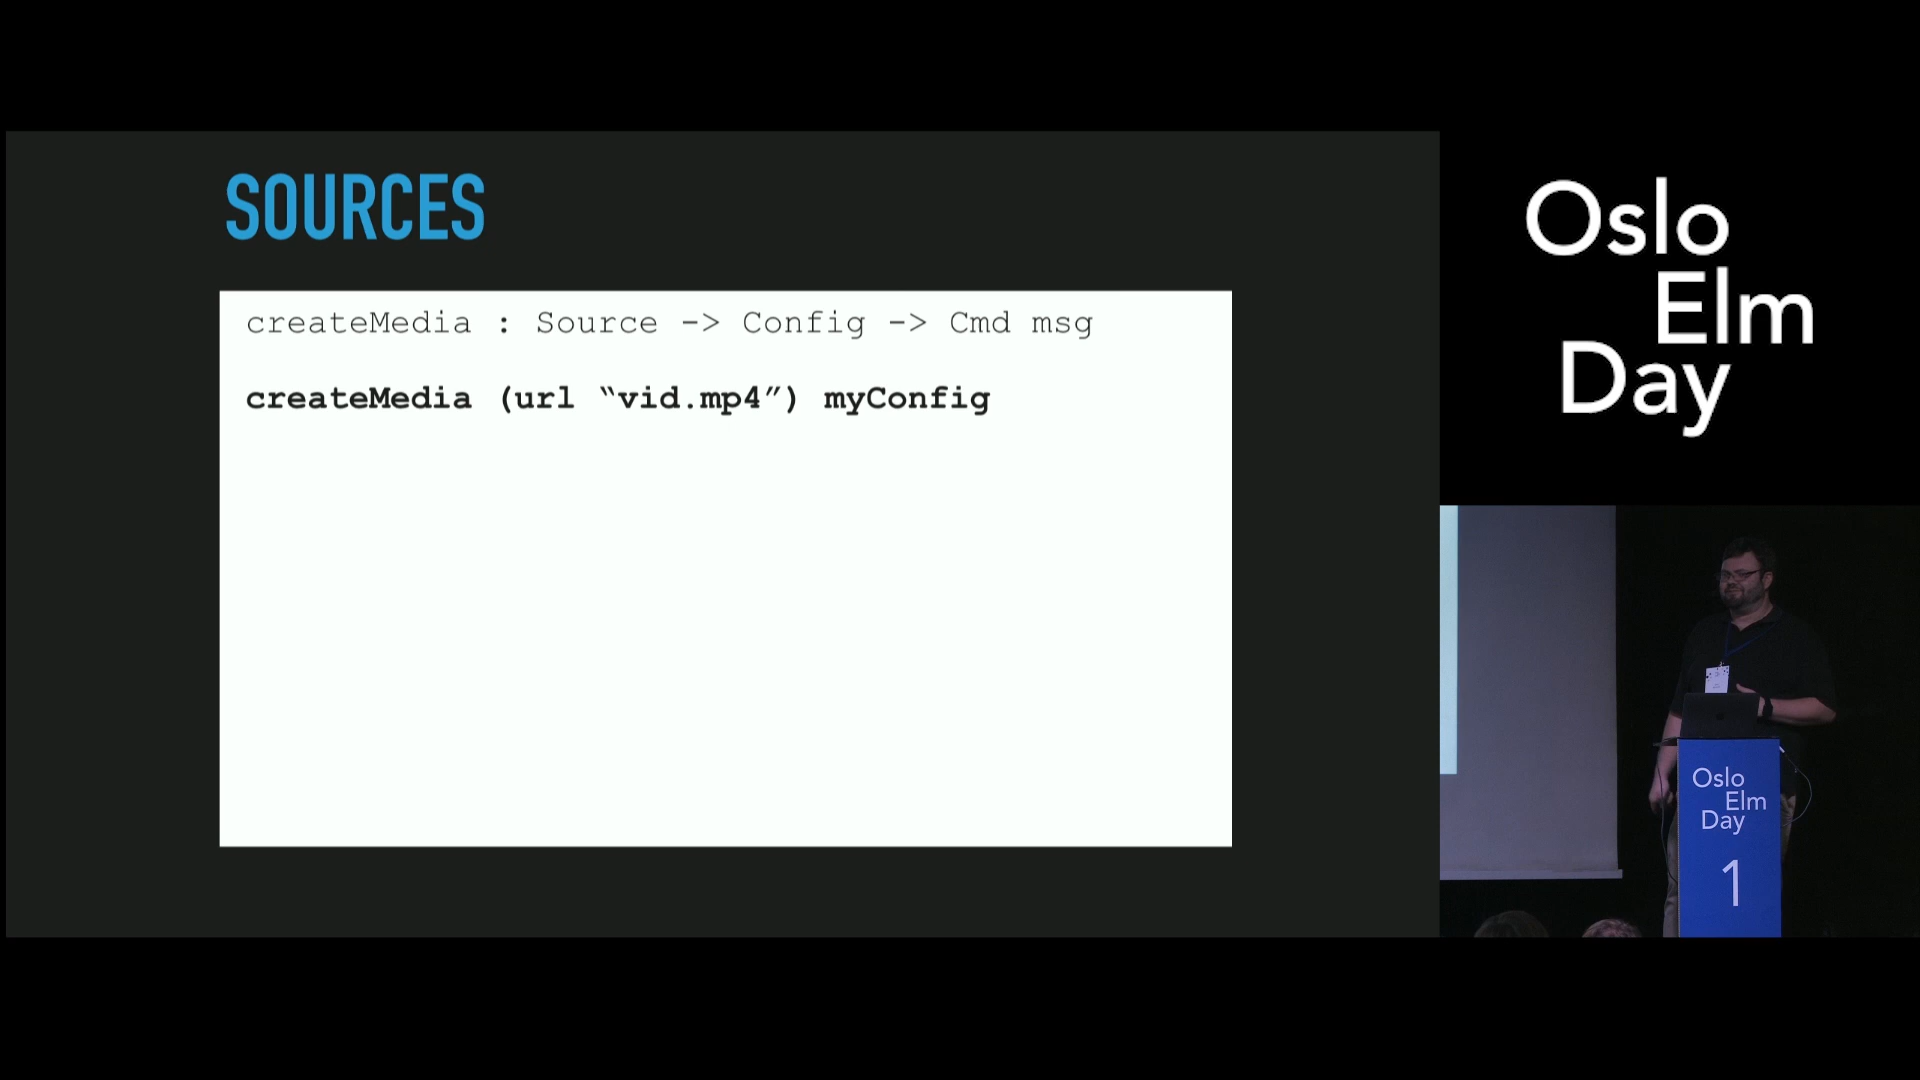 SOURCES
createMedia : Source -> Config -> Cmd msg
createMedia (url “vid.mp4”) myConfig
Oslo
Elm
Day
Oslo
Elm
Day
1